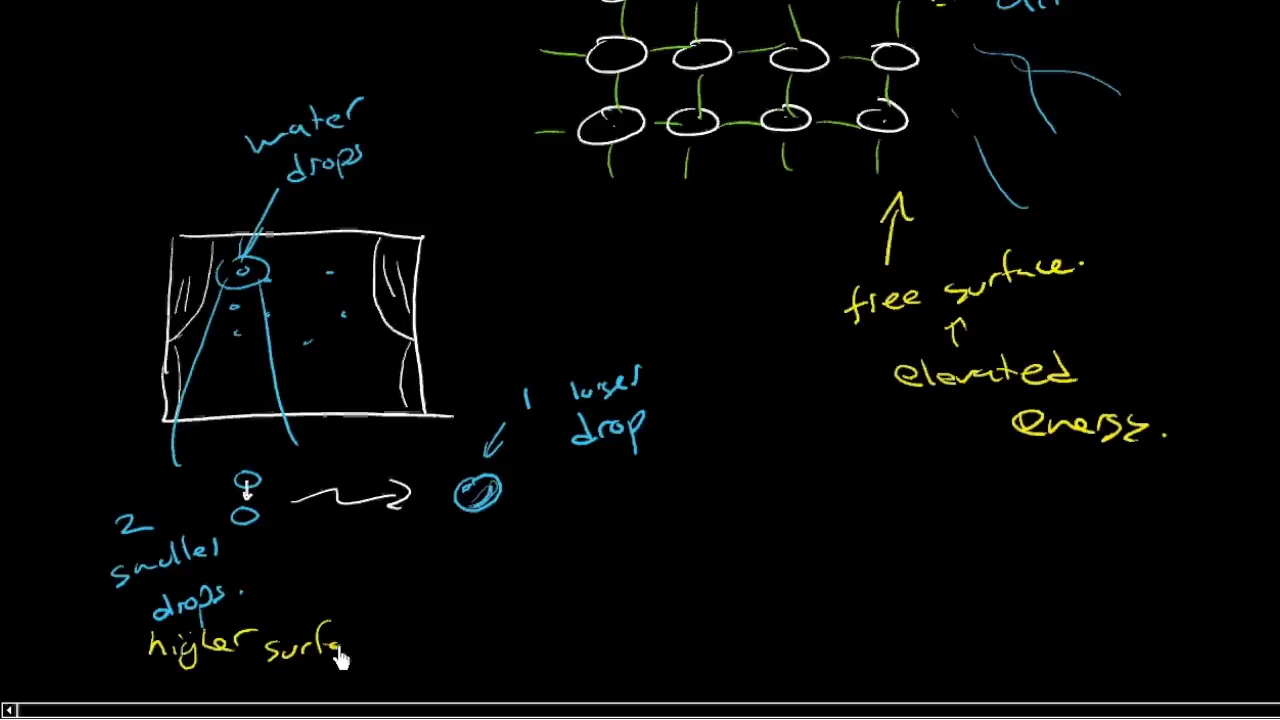 water
drops
free surface.
elevated
energy.
1 larger
drop
2
smaller
drops.
higher surfa